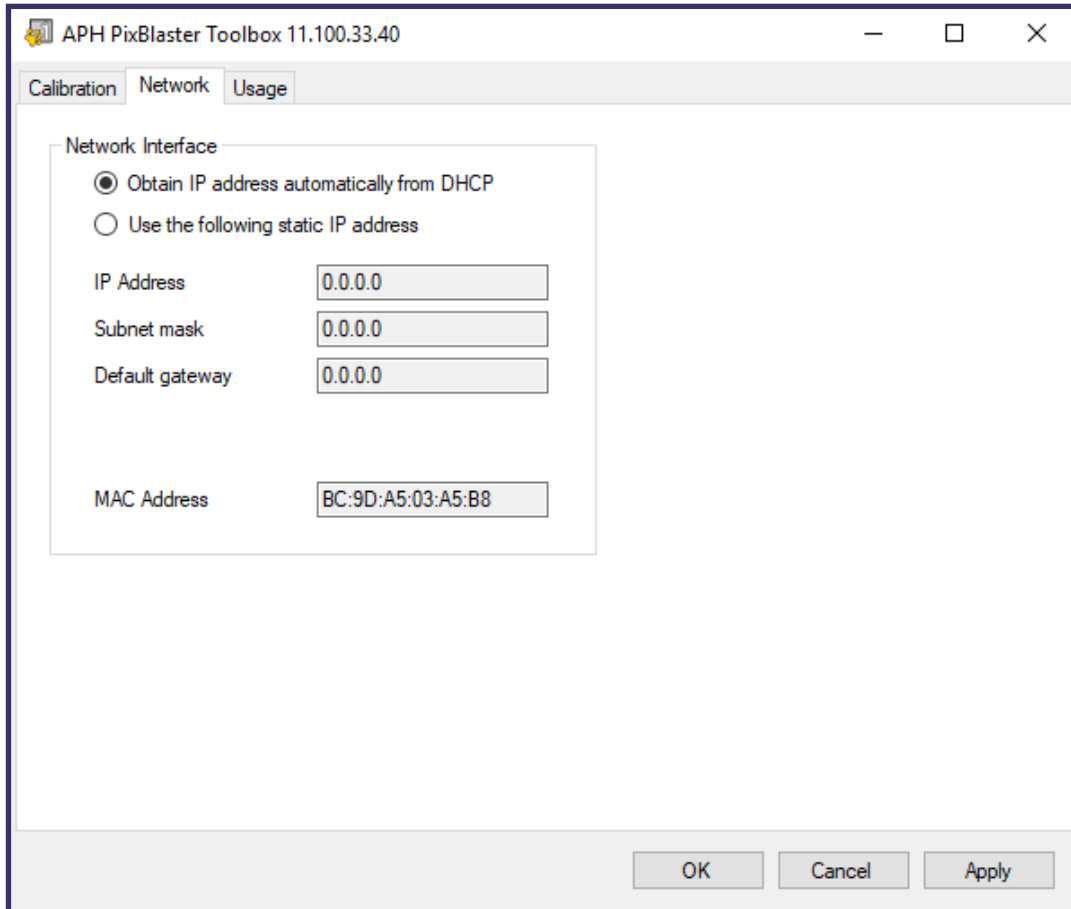 APH PixBlaster Toolbox 11.100.33.40
Calibration Network Usage
Network Interface
Obtain IP address automatically from DHCP
Use the following static IP address
IP Address 0.0.0.0
Subnet mask 0.0.0.0
Default gateway 0.0.0.0
MAC Address BC:9D:A5:03:A5:B8
OK Cancel Apply